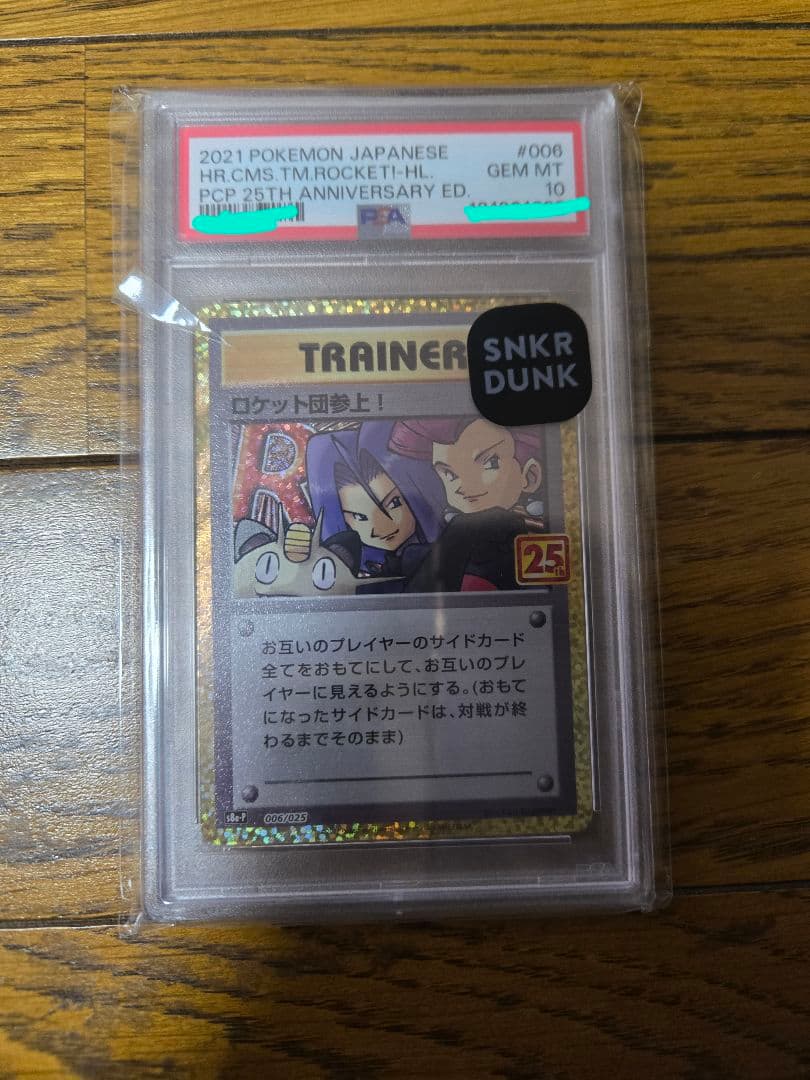 2021 POKEMON JAPANESE #006
HR.CMS.TM.ROCKET!-HL. GEM MT
PCP 25TH ANNIVERSARY ED. 10
PSA
TRAINER
SNKR
DUNK
ロケット団参上！
R
25th
お互いのプレイヤーのサイドカード
全てをおもてにして、お互いのプレ
イヤーに見えるようにする。(おもて
になったサイドカードは、対戦が終
わるまでそのまま)
s8a-P 006/025